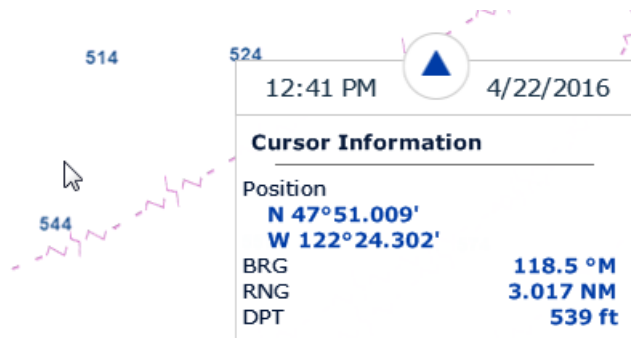 514
524
12:41 PM 4/22/2016
Cursor Information
Position
N 47°51.009'
W 122°24.302'
544
BRG 118.5 °M
RNG 3.017 NM
DPT 539 ft